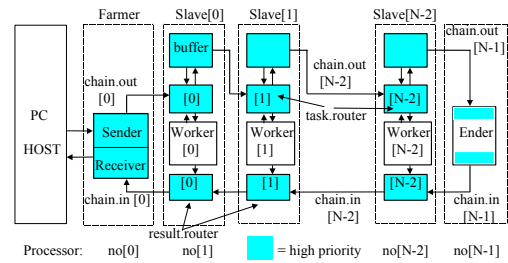 Farmer Slave[0] Slave[1] Slave[N-2]
buffer
chain.out
[N-1]
chain.out
[0]
chain.out
[N-2]
[0] [1] [N-2]
task.router
PC
HOST
Sender
Receiver
Worker
[0]
Worker
[1]
Worker
[N-2]
Ender
[0] [1] [N-2]
chain.in [0]
chain.in
[N-2]
chain.in
[N-1]
result.router
Processor: no[0] no[1] = high priority no[N-2] no[N-1]